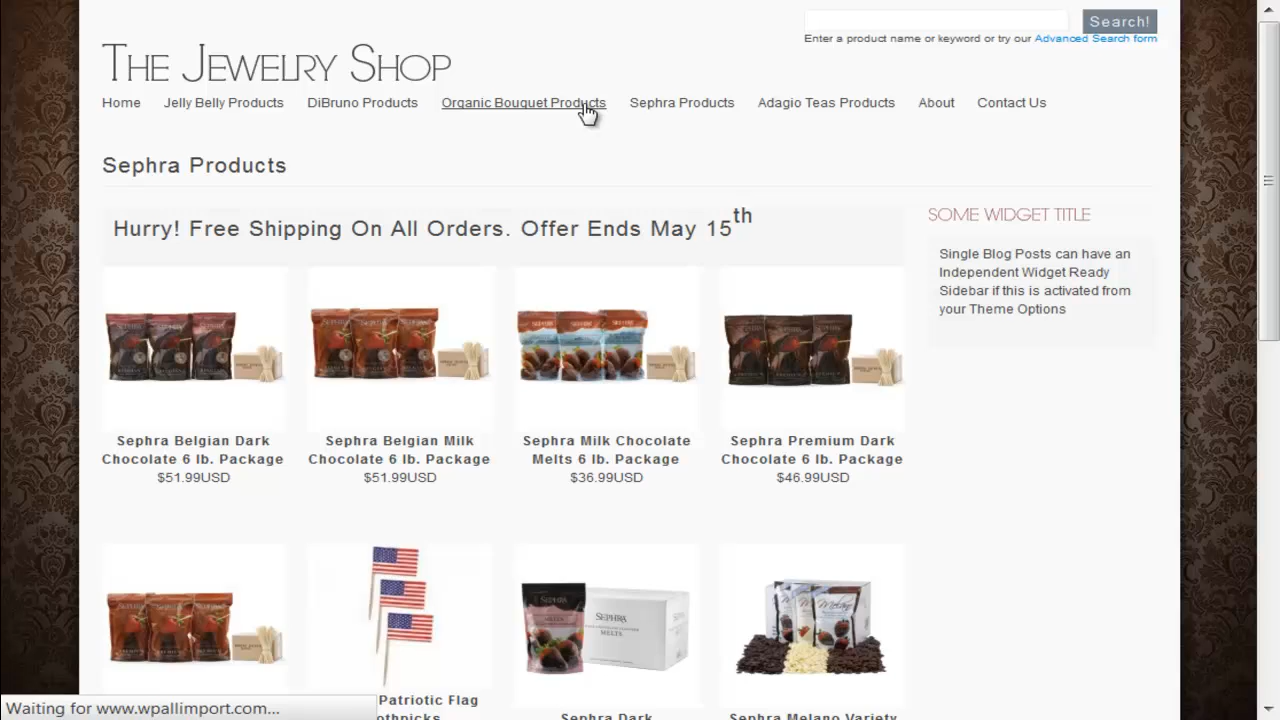 Search!
Enter a product name or keyword or try our Advanced Search form
THE JEWELRY SHOP
Home Jelly Belly Products DiBruno Products Organic Bouquet Products Sephra Products Adagio Teas Products About Contact Us
Sephra Products
Hurry! Free Shipping On All Orders. Offer Ends May 15th
SOME WIDGET TITLE
Single Blog Posts can have an
Independent Widget Ready
Sidebar if this is activated from
your Theme Options
Sephra Belgian Dark
Chocolate 6 lb. Package
$51.99USD
Sephra Belgian Milk
Chocolate 6 lb. Package
$51.99USD
Sephra Milk Chocolate
Melts 6 lb. Package
$36.99USD
Sephra Premium Dark
Chocolate 6 lb. Package
$46.99USD
SEPHRA
MELTS
Patriotic Flag
Sephra Dark
Sephra Melano Variety
Waiting for www.wpallimport.com...